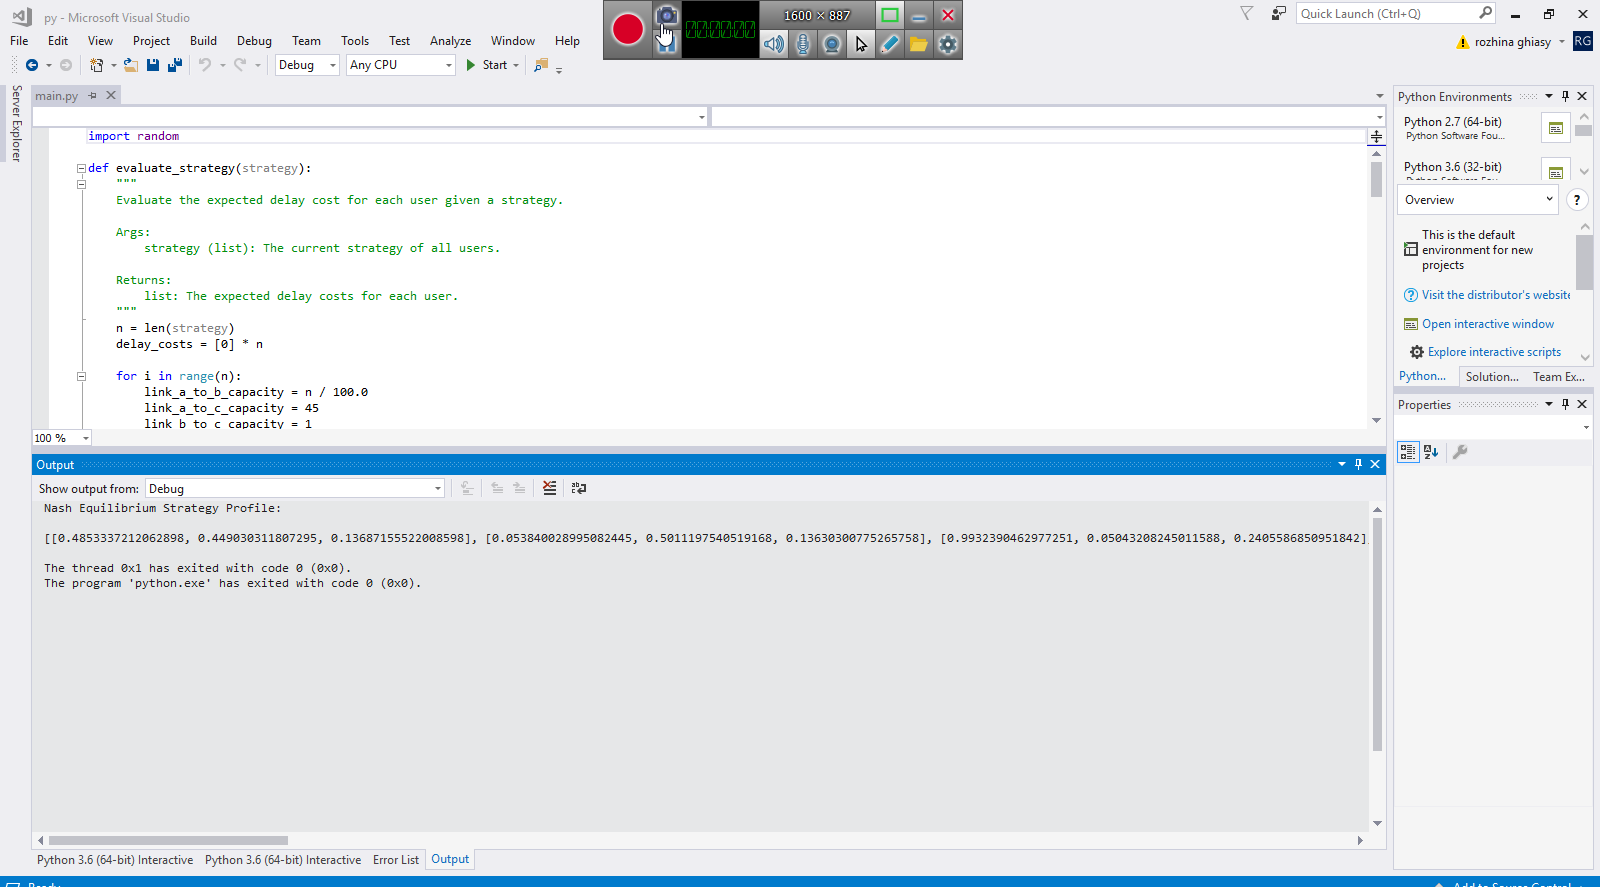 py - Microsoft Visual Studio
1600 × 887
Quick Launch (Ctrl+Q)
File Edit View Project Build Debug Team Tools Test Analyze Window Help
rozhina ghiasy
RG
Debug Any CPU Start
Server Explorer
main.py
import random
def evaluate_strategy(strategy):
"""
Evaluate the expected delay cost for each user given a strategy.
Args:
strategy (list): The current strategy of all users.
Returns:
list: The expected delay costs for each user.
"""
n = len(strategy)
delay_costs = [0] * n
for i in range(n):
link_a_to_b_capacity = n / 100.0
link_a_to_c_capacity = 45
link_b_to_c_capacity = 1
100 %
Output
Show output from: Debug
Nash Equilibrium Strategy Profile:
[[0.4853337212062898, 0.449030311807295, 0.13687155522008598], [0.053840028995082445, 0.5011197540519168, 0.13630300775265758], [0.9932390462977251, 0.05043208245011588, 0.2405586850951842],
The thread 0x1 has exited with code 0 (0x0).
The program 'python.exe' has exited with code 0 (0x0).
Python 3.6 (64-bit) Interactive Python 3.6 (64-bit) Interactive Error List Output
Python Environments
Python 2.7 (64-bit)
Python Software Fou...
Python 3.6 (32-bit)
Overview
?
This is the default
environment for new
projects
Visit the distributor's website
Open interactive window
Explore interactive scripts
Python... Solution... Team Ex...
Properties
Ready
Add to Source Control